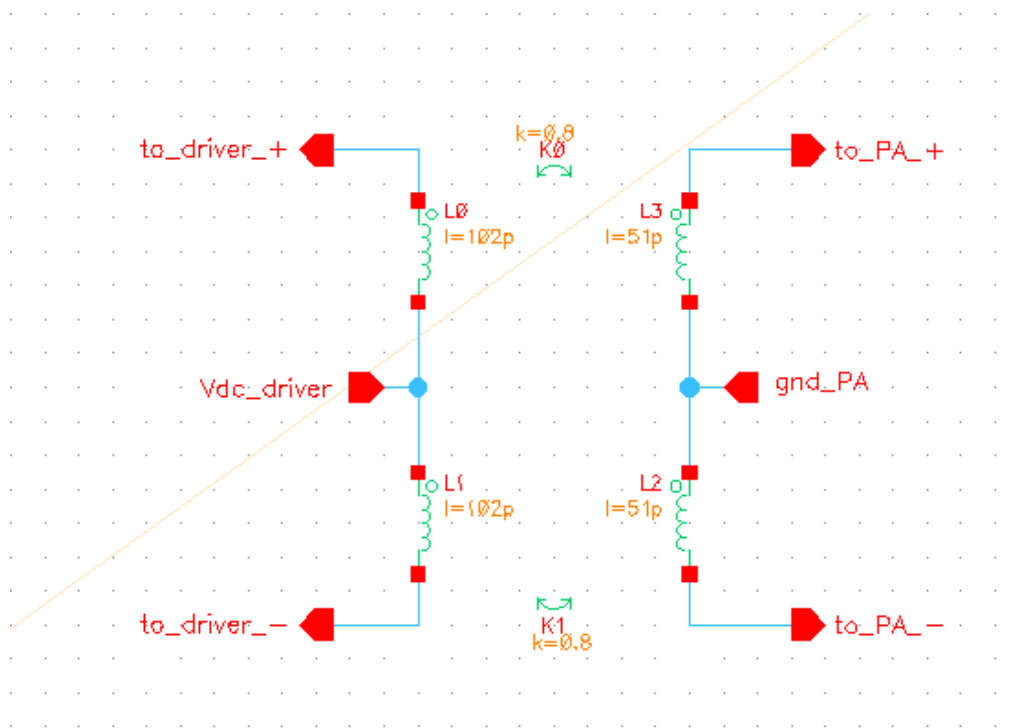 k=0.8
to_driver_+
K0
to_PA_+
L0
L3
l=102p
l=51p
Vdc_driver
gnd_PA
L1
L2
l=102p
l=51p
to_driver_-
K1
to_PA_-
k=0.8